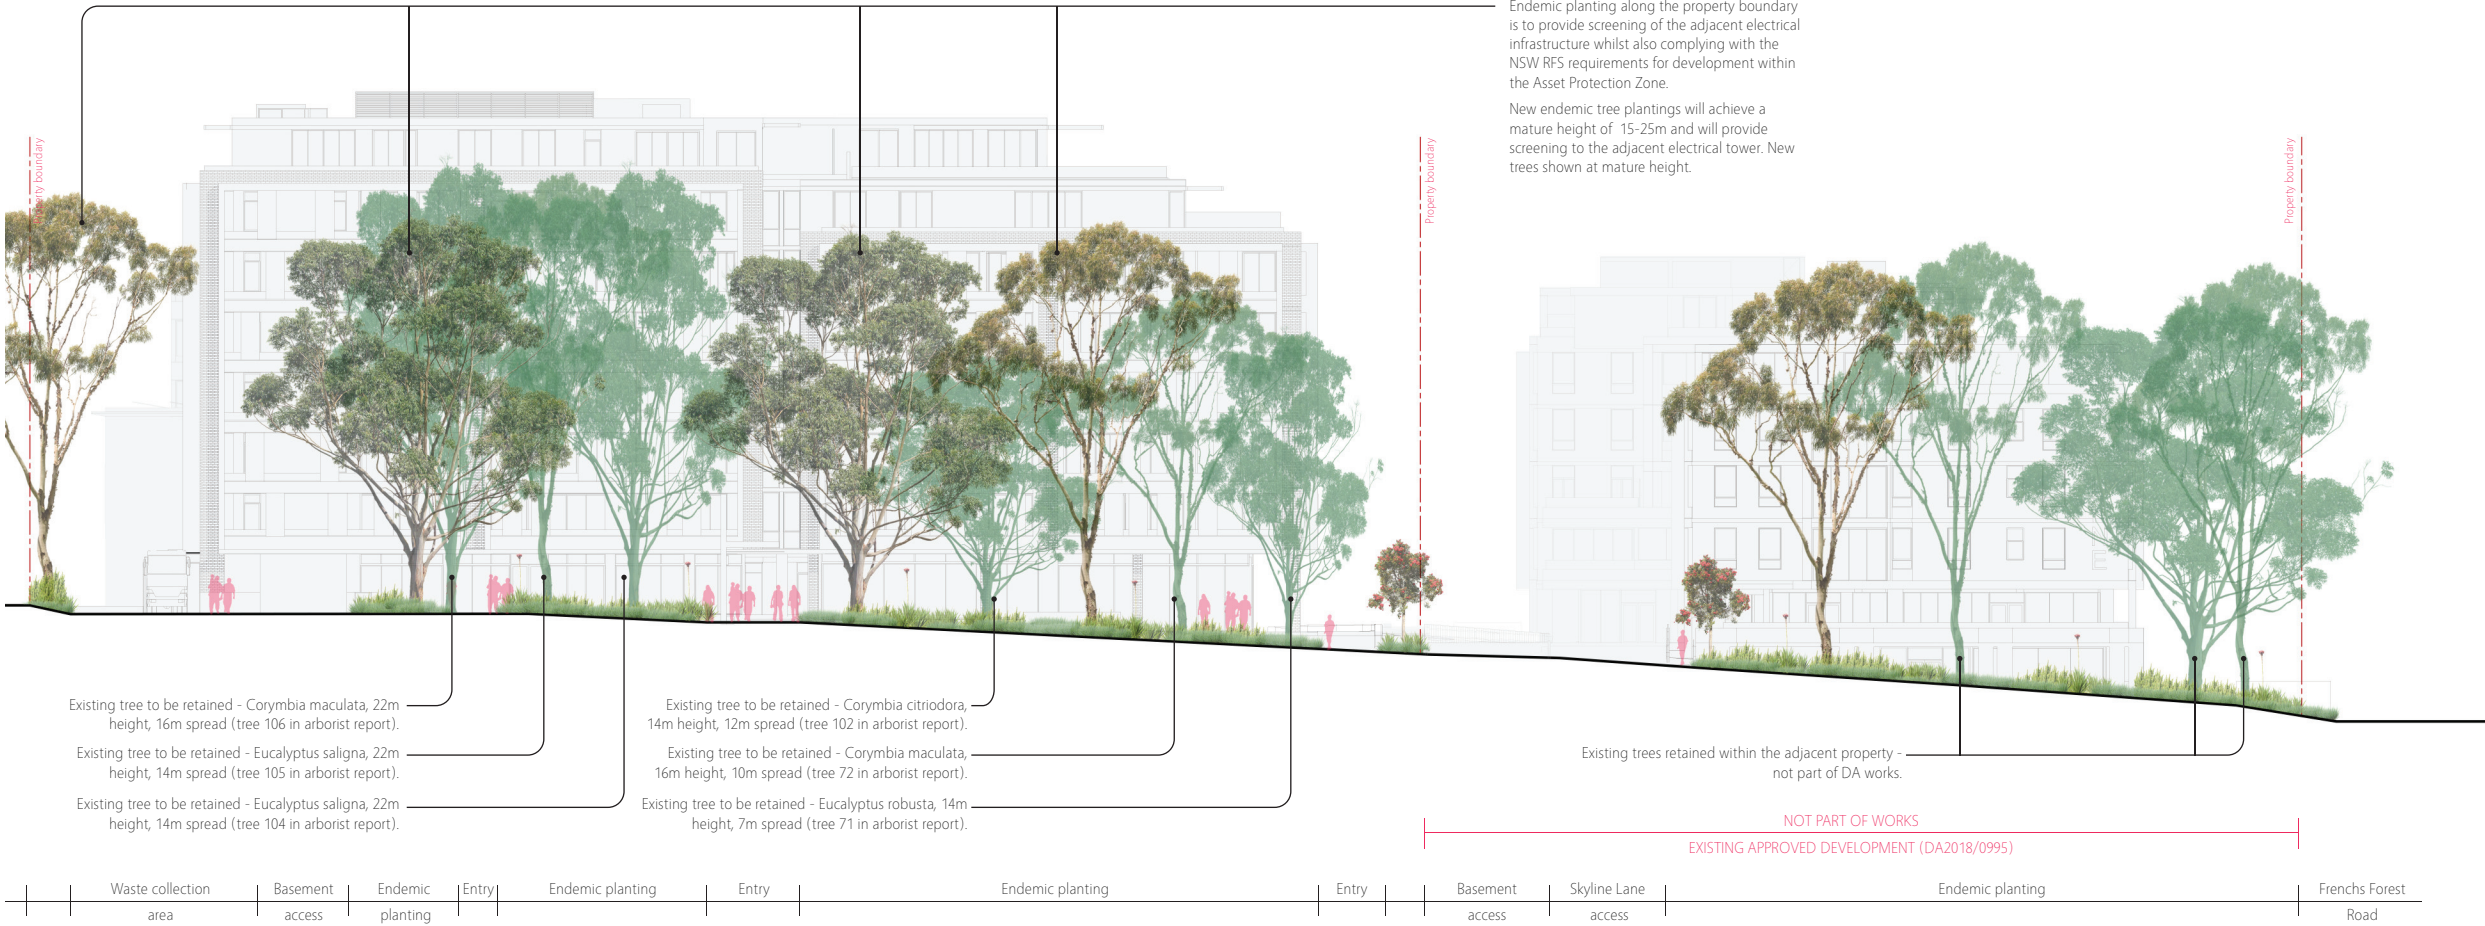 Endemic planting along the property boundary
is to provide screening of the adjacent electrical
infrastructure whilst also complying with the
NSW RFS requirements for development within
the Asset Protection Zone.
New endemic tree plantings will achieve a
mature height of 15-25m and will provide
screening to the adjacent electrical tower. New
trees shown at mature height.
Property boundary
Property boundary
Property boundary
Existing tree to be retained - Corymbia maculata, 22m
height, 16m spread (tree 106 in arborist report).
Existing tree to be retained - Eucalyptus saligna, 22m
height, 14m spread (tree 105 in arborist report).
Existing tree to be retained - Eucalyptus saligna, 22m
height, 14m spread (tree 104 in arborist report).
Existing tree to be retained - Corymbia citriodora,
14m height, 12m spread (tree 102 in arborist report).
Existing tree to be retained - Corymbia maculata,
16m height, 10m spread (tree 72 in arborist report).
Existing tree to be retained - Eucalyptus robusta, 14m
height, 7m spread (tree 71 in arborist report).
Existing trees retained within the adjacent property -
not part of DA works.
NOT PART OF WORKS
EXISTING APPROVED DEVELOPMENT (DA2018/0995)
Waste collection
area
Basement
access
Endemic
planting
Entry
Endemic planting
Entry
Endemic planting
Entry
Basement
access
Skyline Lane
access
Endemic planting
Frenchs Forest
Road